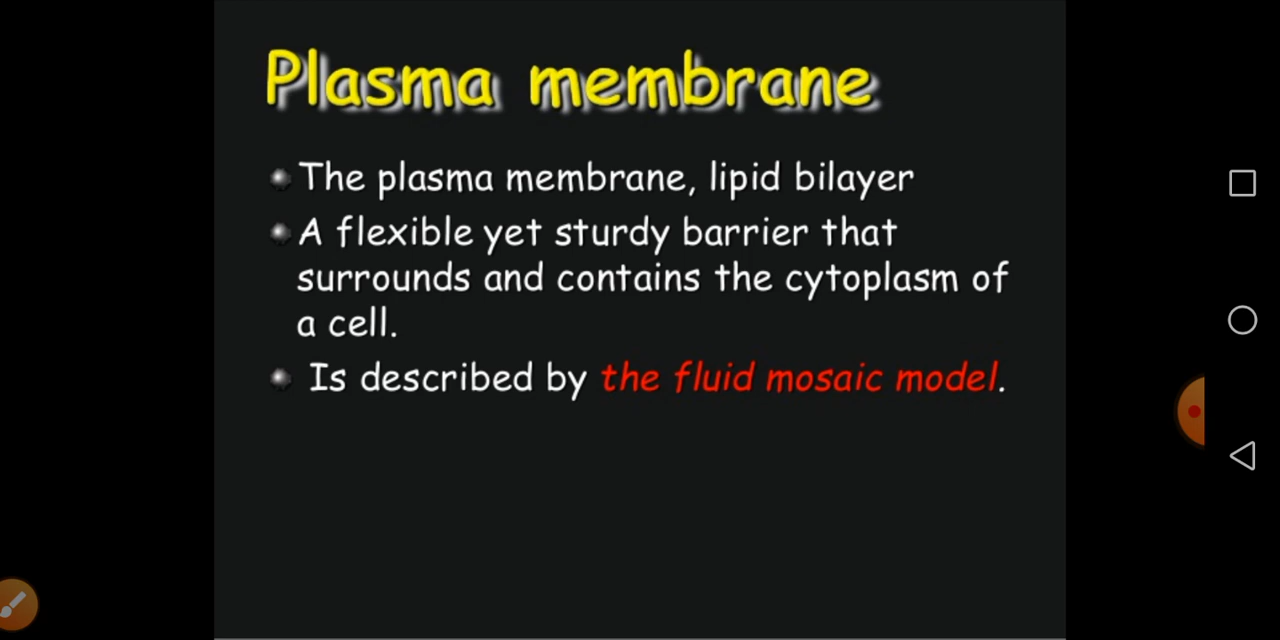 Plasma membrane
The plasma membrane, lipid bilayer
A flexible yet sturdy barrier that
surrounds and contains the cytoplasm of
a cell.
Is described by the fluid mosaic model.